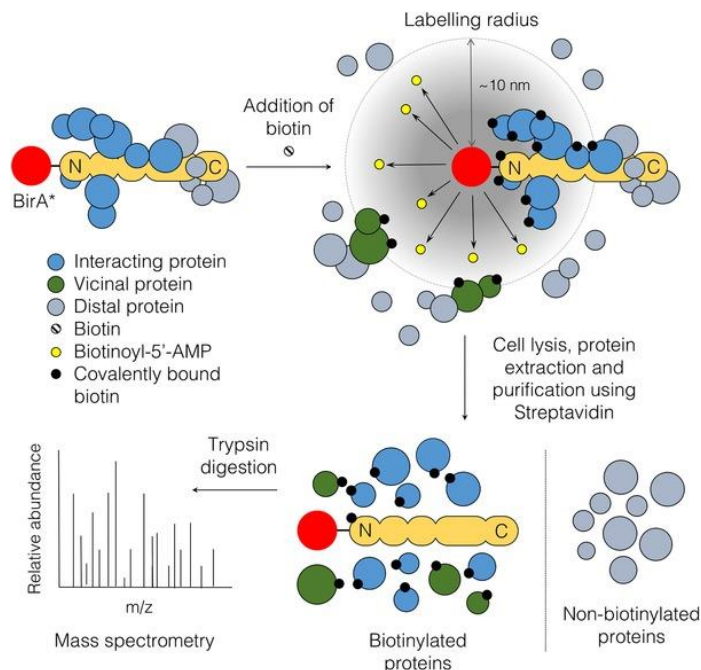 Labelling radius
~10 nm
Addition of
biotin
N
C
BirA*
N
C
Interacting protein
Vicinal protein
Distal protein
Biotin
Biotinoyl-5’-AMP
Covalently bound
biotin
Cell lysis, protein
extraction and
purification using
Streptavidin
Trypsin
digestion
Relative abundance
m/z
Mass spectrometry
N
C
Biotinylated
proteins
Non-biotinylated
proteins